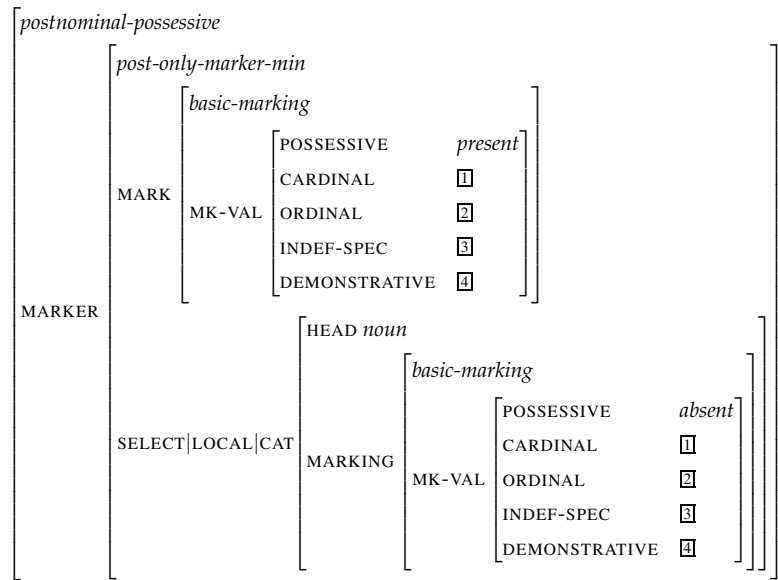 postnominal-possessive
post-only-marker-min
basic-marking
POSSESSIVE present
CARDINAL 1
MARK MK-VAL ORDINAL 2
INDEF-SPEC 3
DEMONSTRATIVE 4
MARKER
HEAD noun
basic-marking
POSSESSIVE absent
CARDINAL 1
SELECT|LOCAL|CAT MARKING MK-VAL ORDINAL 2
INDEF-SPEC 3
DEMONSTRATIVE 4